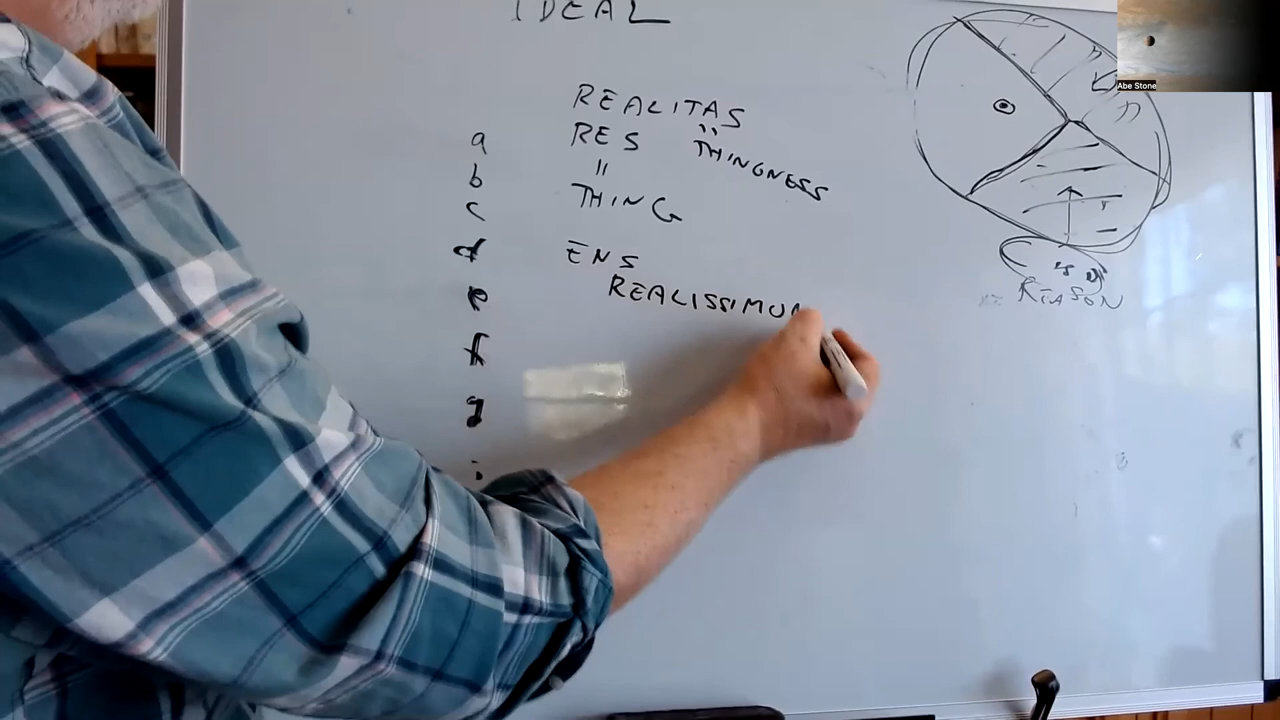 IDEAL
REALITAS
RES " THINGNESS
"
THING
ENS
REALISSIMUM
a
b
c
d
e
f
g
REASON
Abe Stone